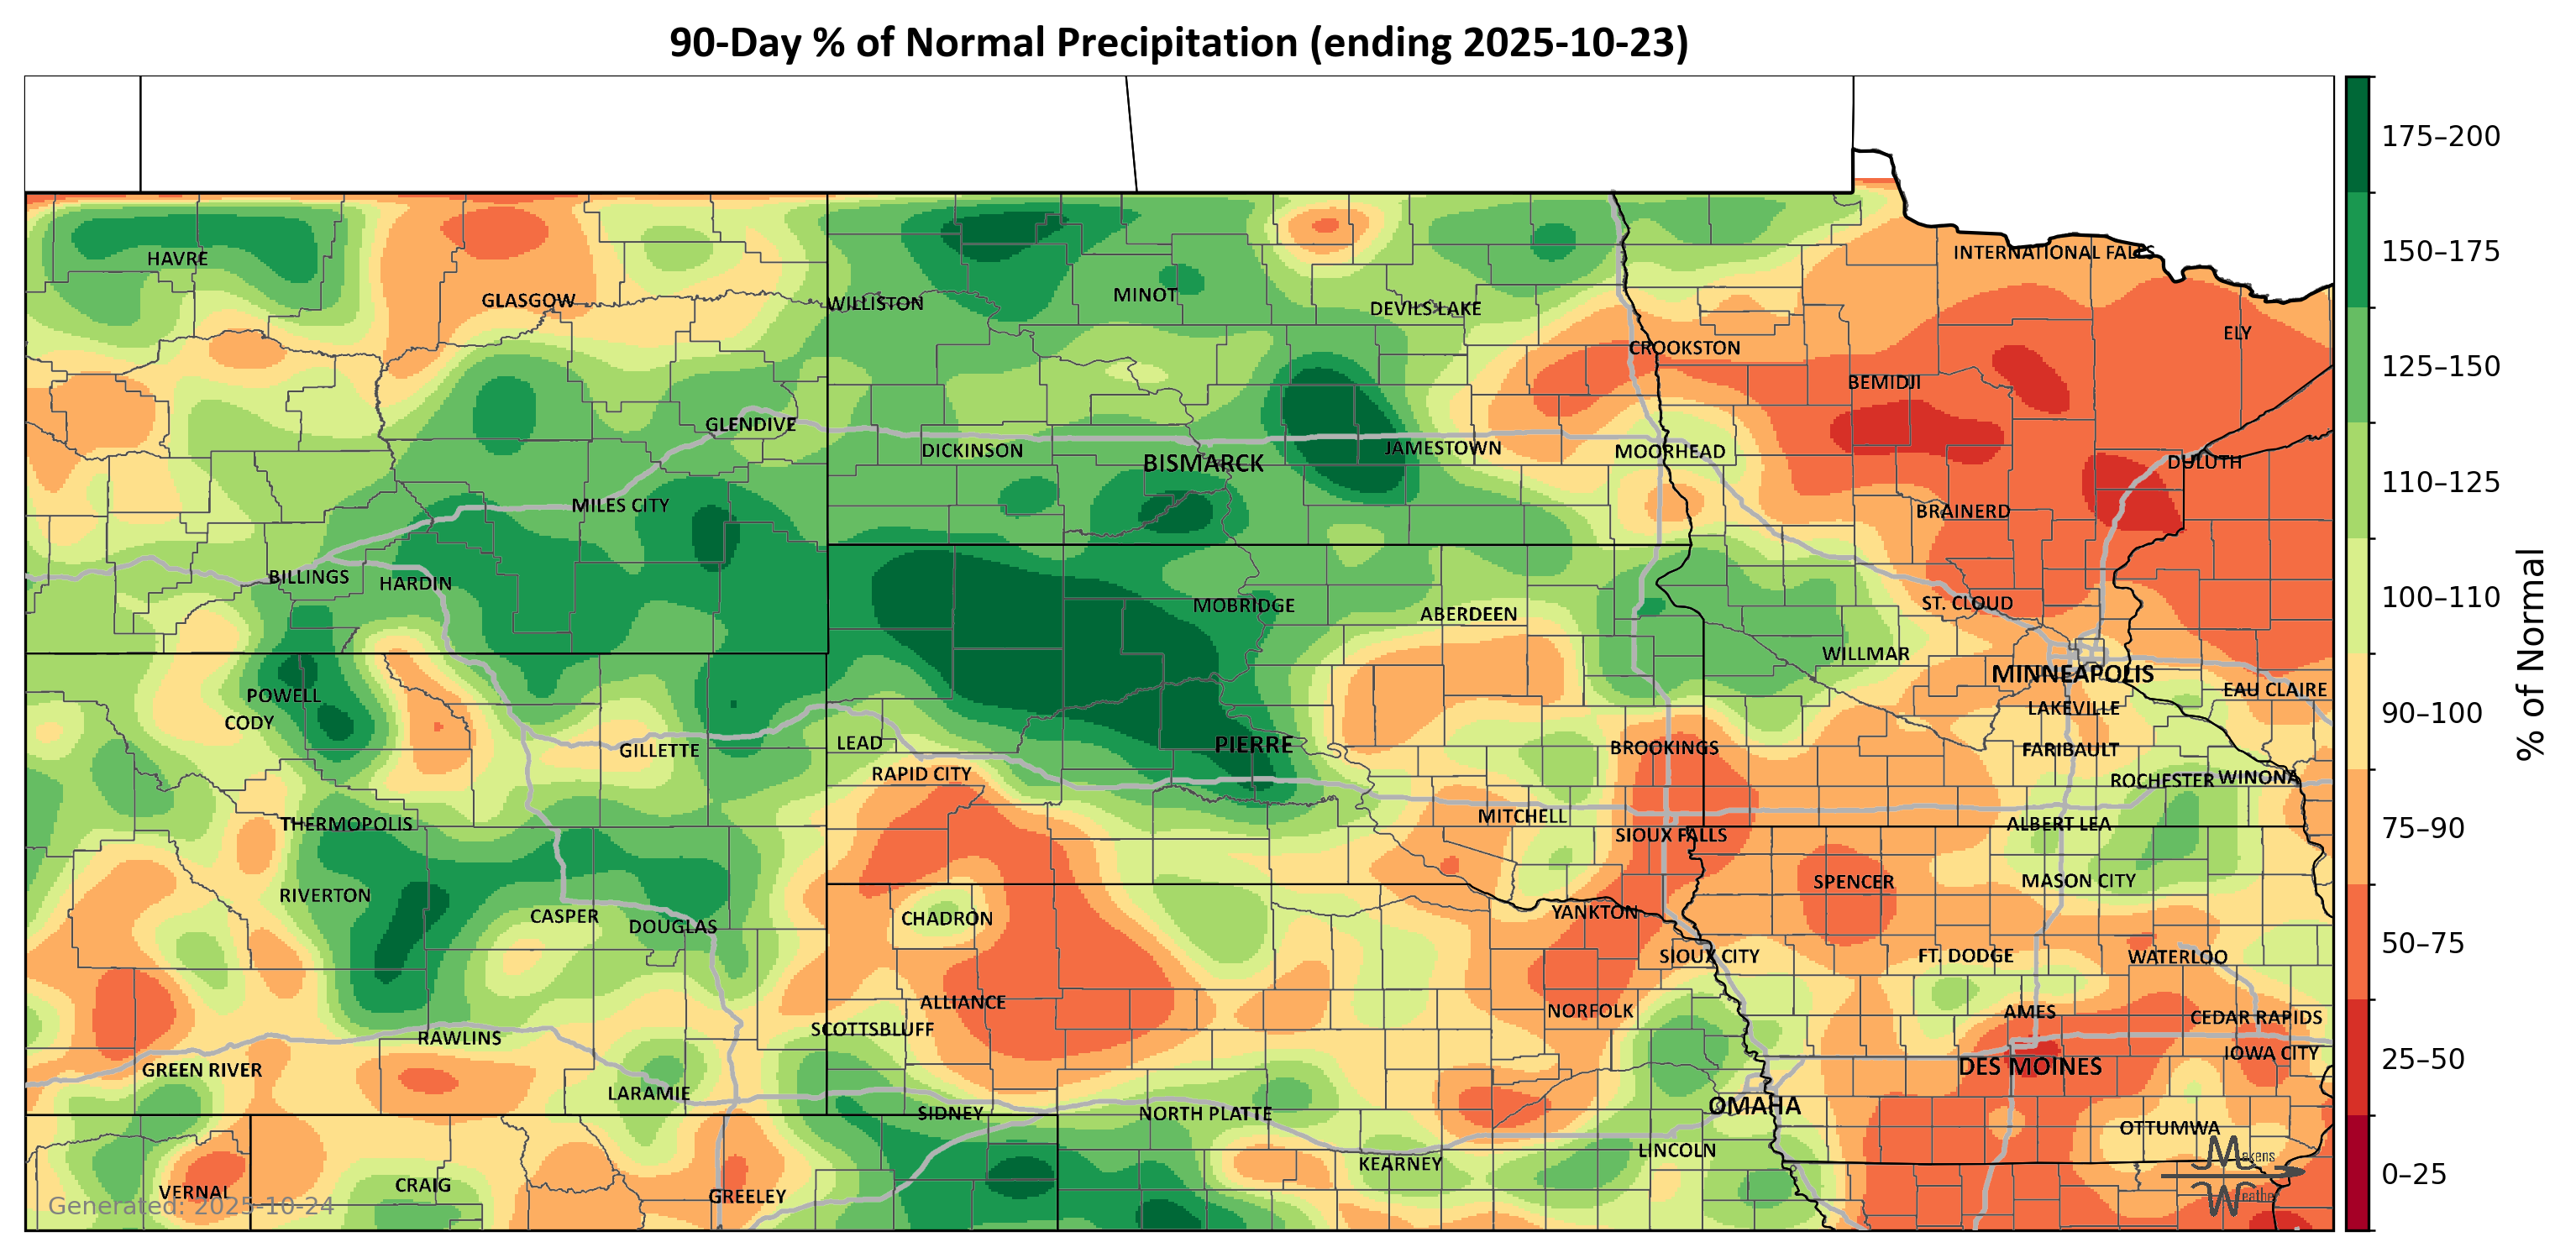 90-Day % of Normal Precipitation (ending 2025-10-23)
175–200
150–175
125–150
110–125
100–110
90–100
75–90
50–75
25–50
0–25
% of Normal
HAVRE
INTERNATIONAL FALLS
GLASGOW
WILLISTON
MINOT
DEVILS LAKE
ELY
CROOKSTON
BEMIDJI
GLENDIVE
DICKINSON
BISMARCK
JAMESTOWN
MOORHEAD
DULUTH
MILES CITY
BRAINERD
BILLINGS
HARDIN
MOBRIDGE
ABERDEEN
ST. CLOUD
WILLMAR
MINNEAPOLIS
POWELL
EAU CLAIRE
CODY
LAKEVILLE
GILLETTE
LEAD
PIERRE
BROOKINGS
FARIBAULT
RAPID CITY
ROCHESTER
WINONA
THERMOPOLIS
MITCHELL
SIOUX FALLS
ALBERT LEA
RIVERTON
SPENCER
MASON CITY
CASPER
DOUGLAS
CHADRON
YANKTON
SIOUX CITY
FT. DODGE
WATERLOO
ALLIANCE
NORFOLK
AMES
CEDAR RAPIDS
SCOTTSBLUFF
RAWLINS
IOWA CITY
GREEN RIVER
DES MOINES
LARAMIE
SIDNEY
NORTH PLATTE
OMAHA
OTTUMWA
LINCOLN
KEARNEY
VERNAL
CRAIG
GREELEY
Generated: 2025-10-24
Makens
Weather